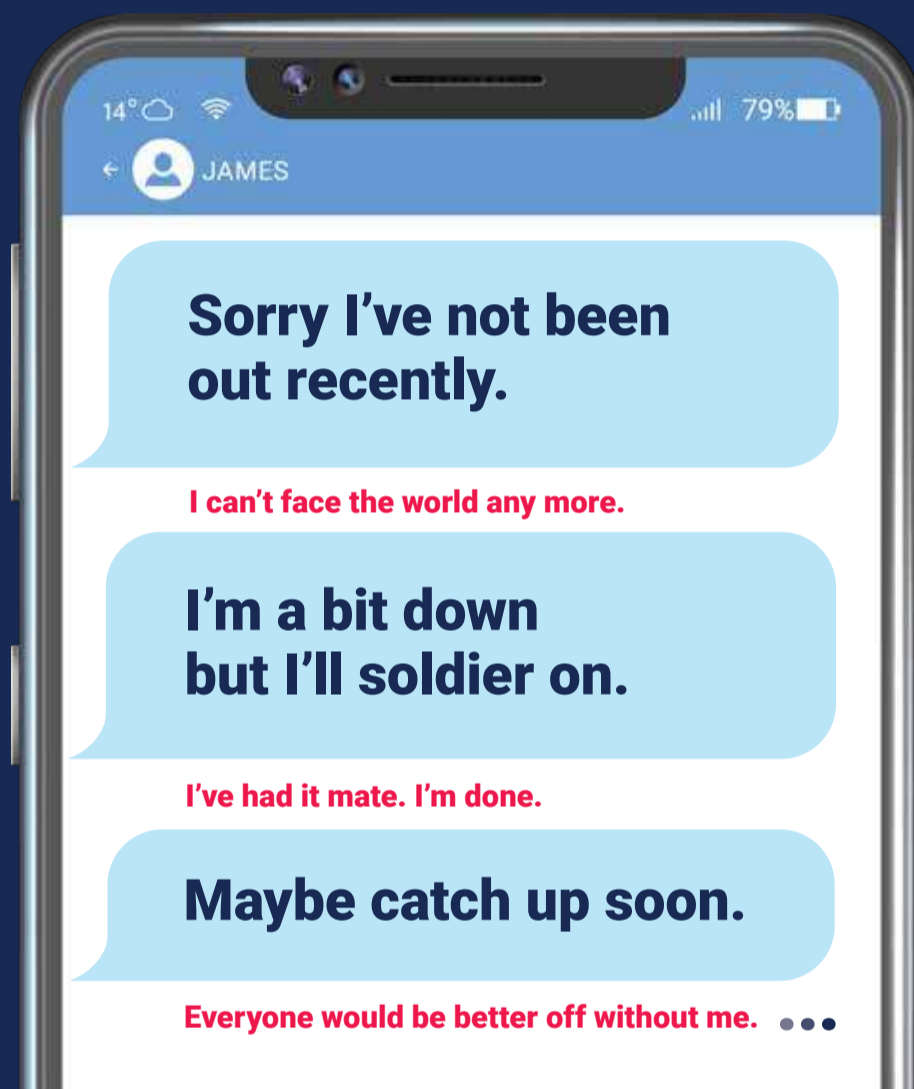 14°
79%
JAMES
Sorry I’ve not been
out recently.
I can’t face the world any more.
I’m a bit down
but I’ll soldier on.
I’ve had it mate. I’m done.
Maybe catch up soon.
Everyone would be better off without me.